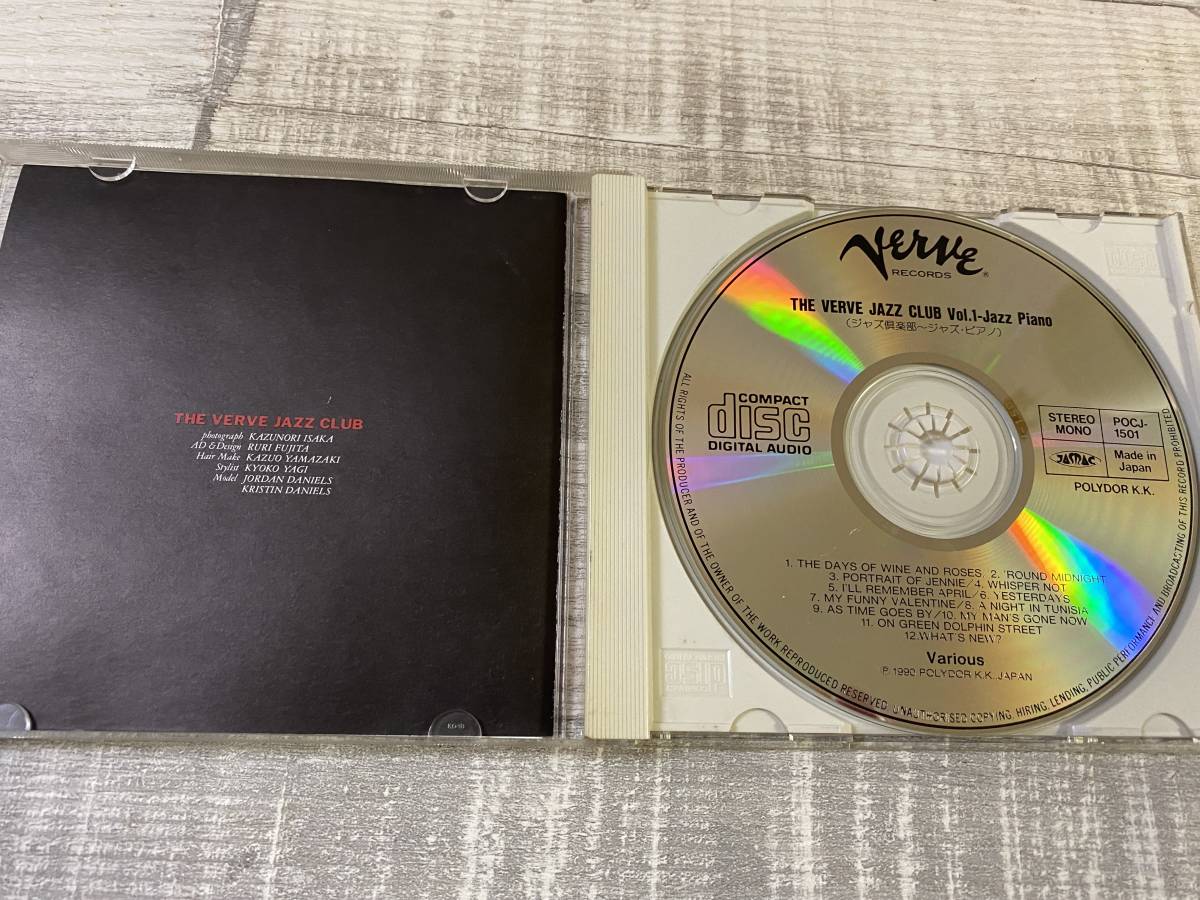 THE VERVE JAZZ CLUB
photograph KAZUNORI ISAKA
AD & Design RURI FUJITA
Hair Make KAZUO YAMAZAKI
Stylist KYOKO YAGI
Model JORDAN DANIELS
KRISTIN DANIELS
VERVE
RECORDS ®
THE VERVE JAZZ CLUB Vol.1-Jazz Piano
(ジャズ倶楽部〜ジャズ・ピアノ)
COMPACT
disc
DIGITAL AUDIO
STEREO
MONO
POCJ-
1501
JASRAC
Made in
Japan
POLYDOR K.K.
1. THE DAYS OF WINE AND ROSES, 2. 'ROUND MIDNIGHT
3. PORTRAIT OF JENNIE/4. WHISPER NOT
5. I'LL REMEMBER APRIL/6. YESTERDAYS
7. MY FUNNY VALENTINE/8. A NIGHT IN TUNISIA
9. AS TIME GOES BY/10. MY MAN'S GONE NOW
11. ON GREEN DOLPHIN STREET
12.WHAT'S NEW?
Various
℗ 1990 POLYDOR K.K. JAPAN
ALL RIGHTS OF THE PRODUCER AND OF THE OWNER OF THE WORK REPRODUCED RESERVED. UNAUTHORISED COPYING, HIRING, LENDING, PUBLIC PERFORMANCE AND BROADCASTING OF THIS RECORD PROHIBITED